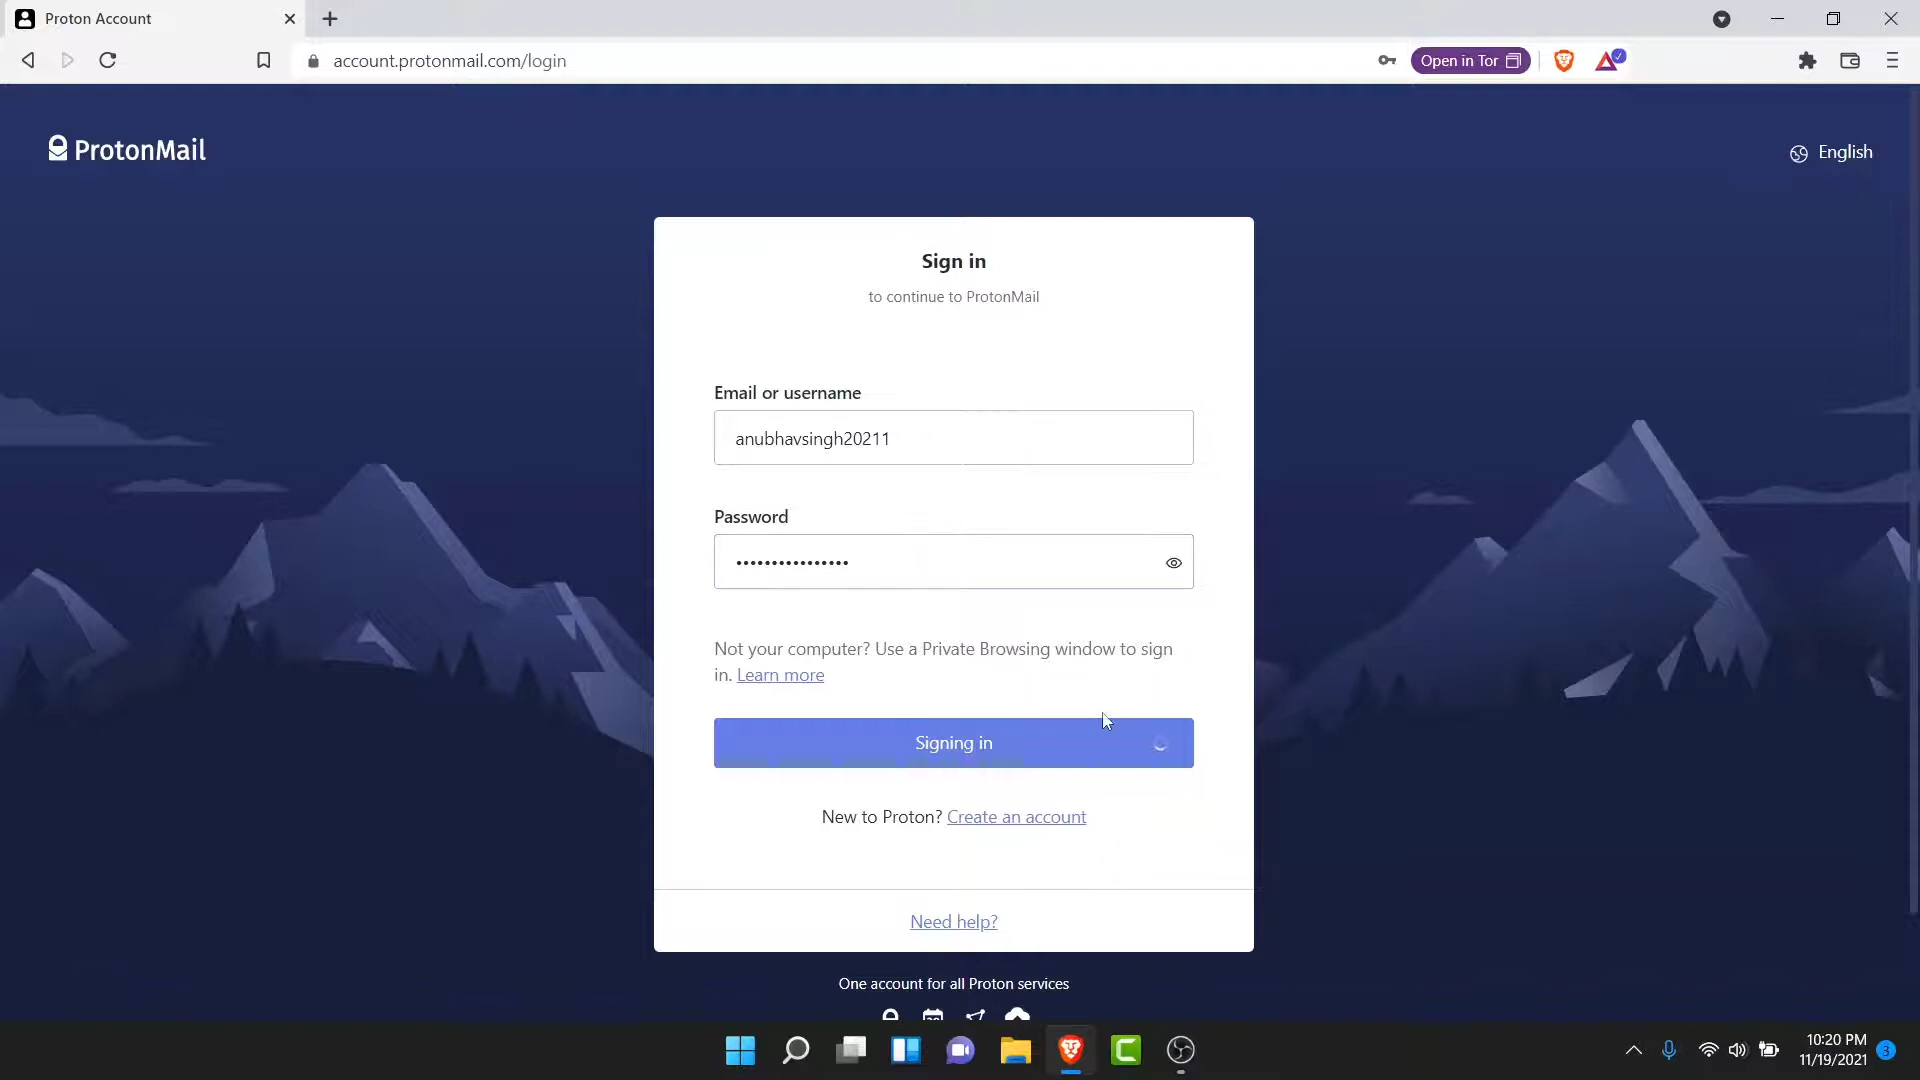 Proton Account
account.protonmail.com/login
Open in Tor
ProtonMail
English
Sign in
to continue to ProtonMail
Email or username
anubhavsingh20211
Password
••••••••••••••••
Not your computer? Use a Private Browsing window to sign
in. Learn more
Signing in
New to Proton? Create an account
Need help?
One account for all Proton services
10:20 PM
11/19/2021
3